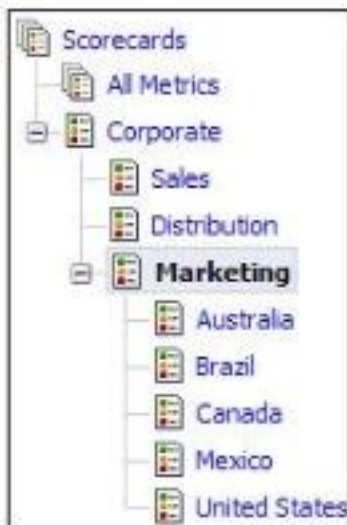 Scorecards
All Metrics
Corporate
Sales
Distribution
Marketing
Australia
Brazil
Canada
Mexico
United States